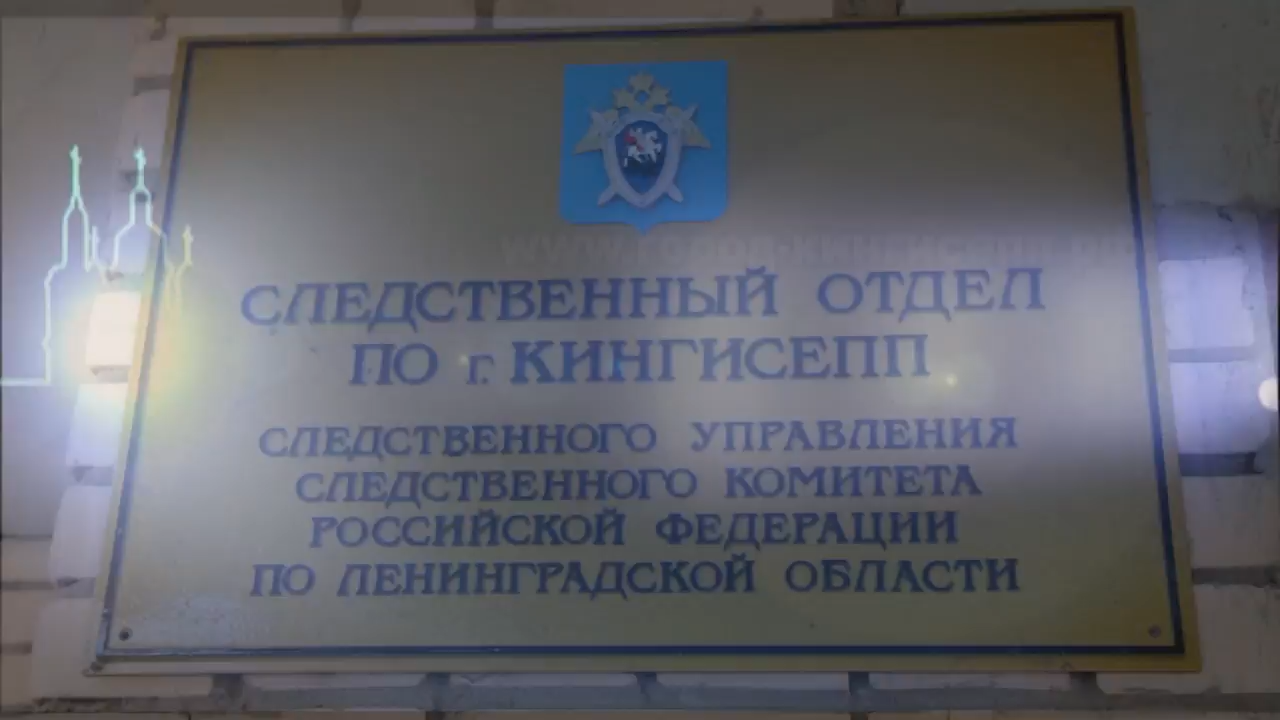 СЛЕДСТВЕННЫЙ ОТДЕЛ
ПО г. КИНГИСЕПП
СЛЕДСТВЕННОГО УПРАВЛЕНИЯ
СЛЕДСТВЕННОГО КОМИТЕТА
РОССИЙСКОЙ ФЕДЕРАЦИИ
ПО ЛЕНИНГРАДСКОЙ ОБЛАСТИ